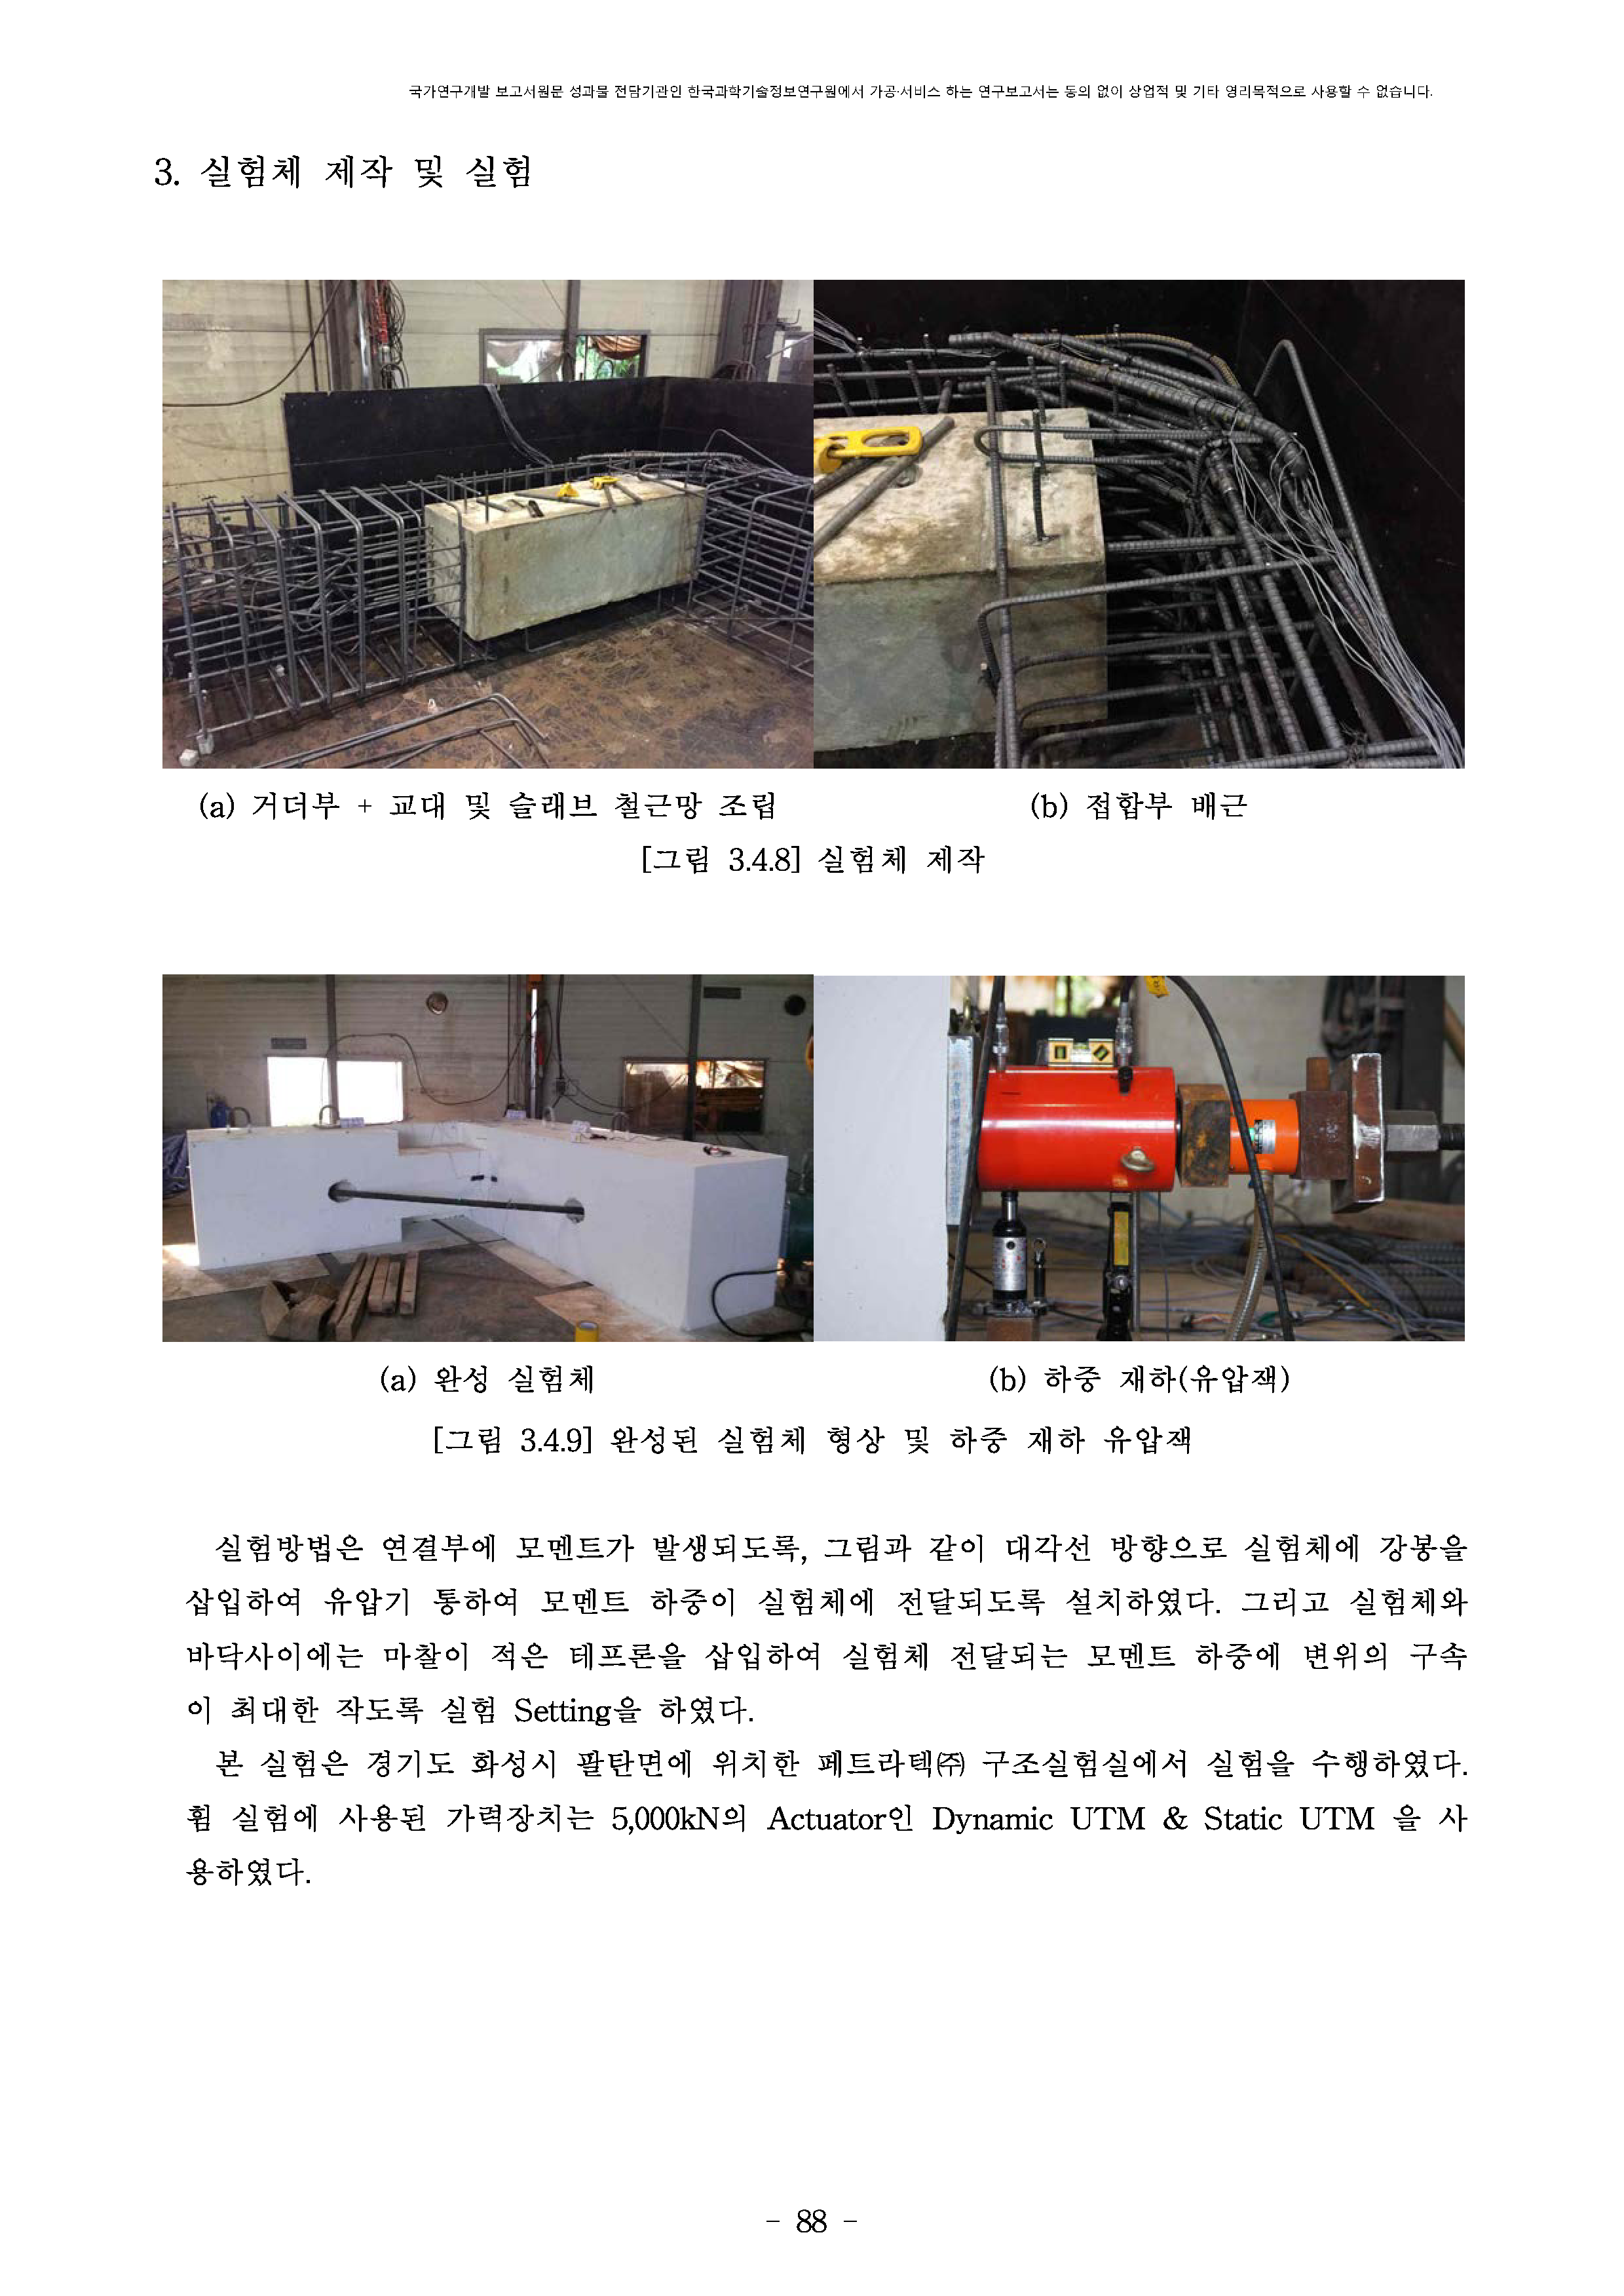 국가연구개발 보고서원문 성과물 전담기관인 한국과학기술정보연구원에서 가공·서비스 하는 연구보고서는 동의 없이 상업적 및 기타 영리목적으로 사용할 수 없습니다.
3. 실험체 제작 및 실험
(a) 거더부 + 교대 및 슬래브 철근망 조립
(b) 접합부 배근
[그림 3.4.8] 실험체 제작
(a) 완성 실험체
(b) 하중 재하(유압잭)
[그림 3.4.9] 완성된 실험체 형상 및 하중 재하 유압잭
실험방법은 연결부에 모멘트가 발생되도록, 그림과 같이 대각선 방향으로 실험체에 강봉을
삽입하여 유압기 통하여 모멘트 하중이 실험체에 전달되도록 설치하였다. 그리고 실험체와
바닥사이에는 마찰이 적은 테프론을 삽입하여 실험체 전달되는 모멘트 하중에 변위의 구속
이 최대한 작도록 실험 Setting을 하였다.
본 실험은 경기도 화성시 팔탄면에 위치한 페트라텍㈜ 구조실험실에서 실험을 수행하였다.
휨 실험에 사용된 가력장치는 5,000kN의 Actuator인 Dynamic UTM & Static UTM 을 사
용하였다.
- 88 -